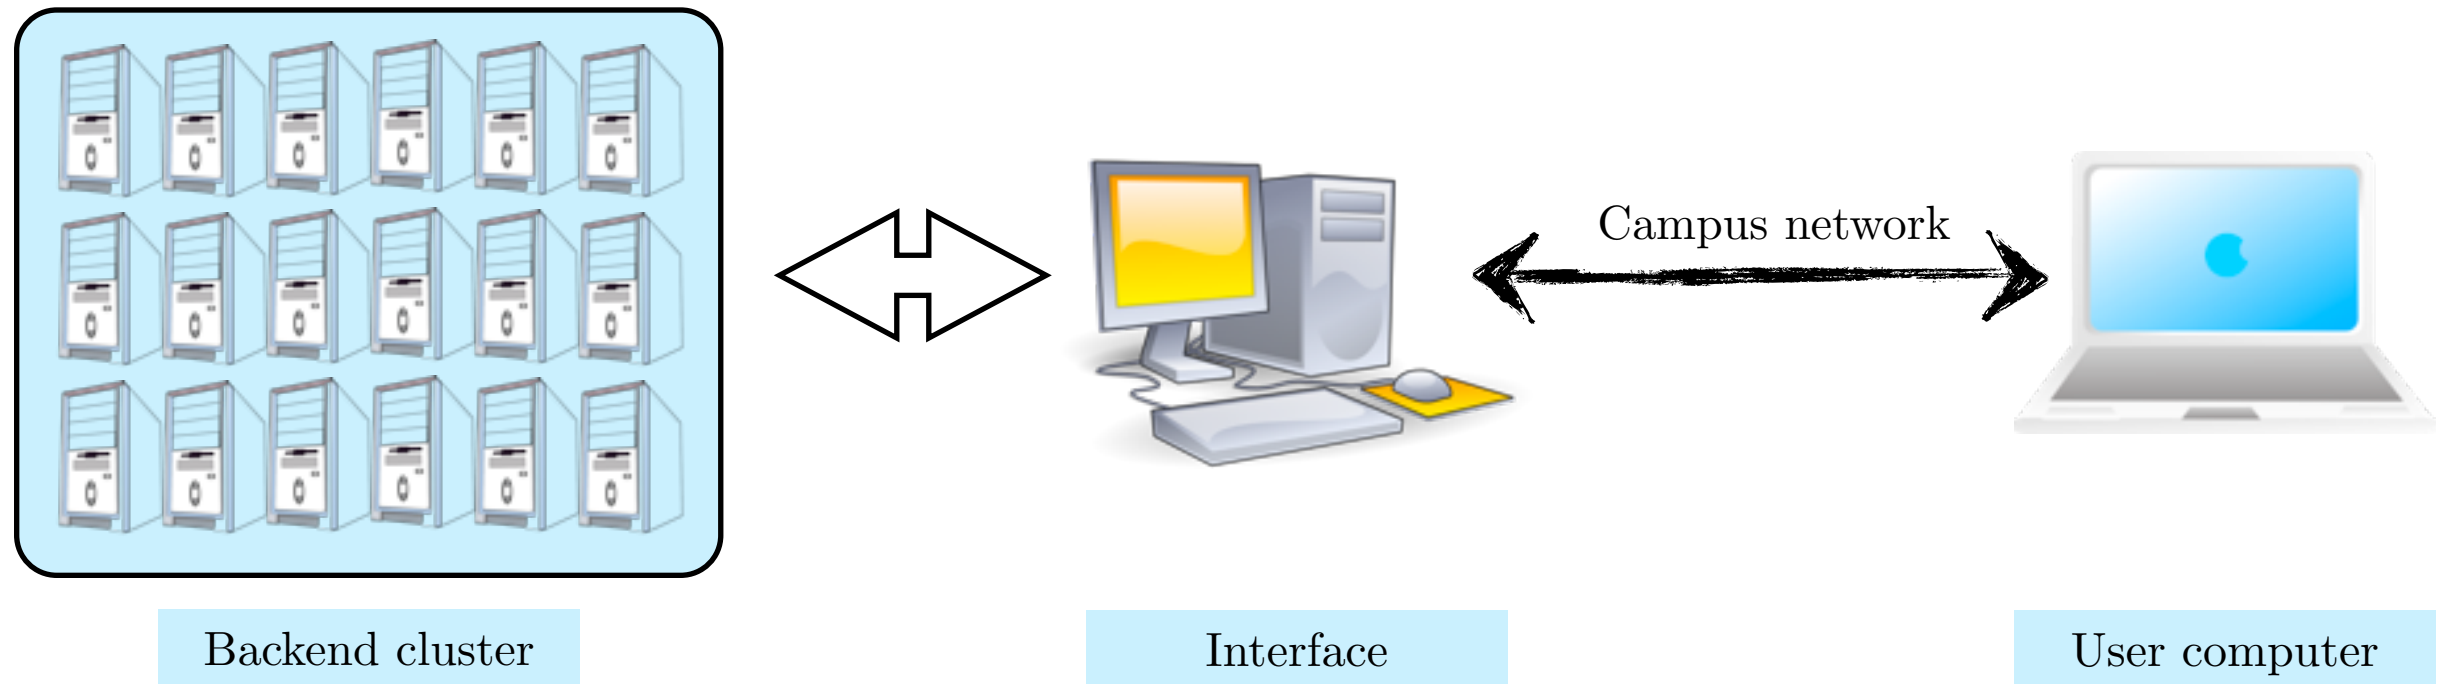 Campus network
Backend cluster
Interface
User computer